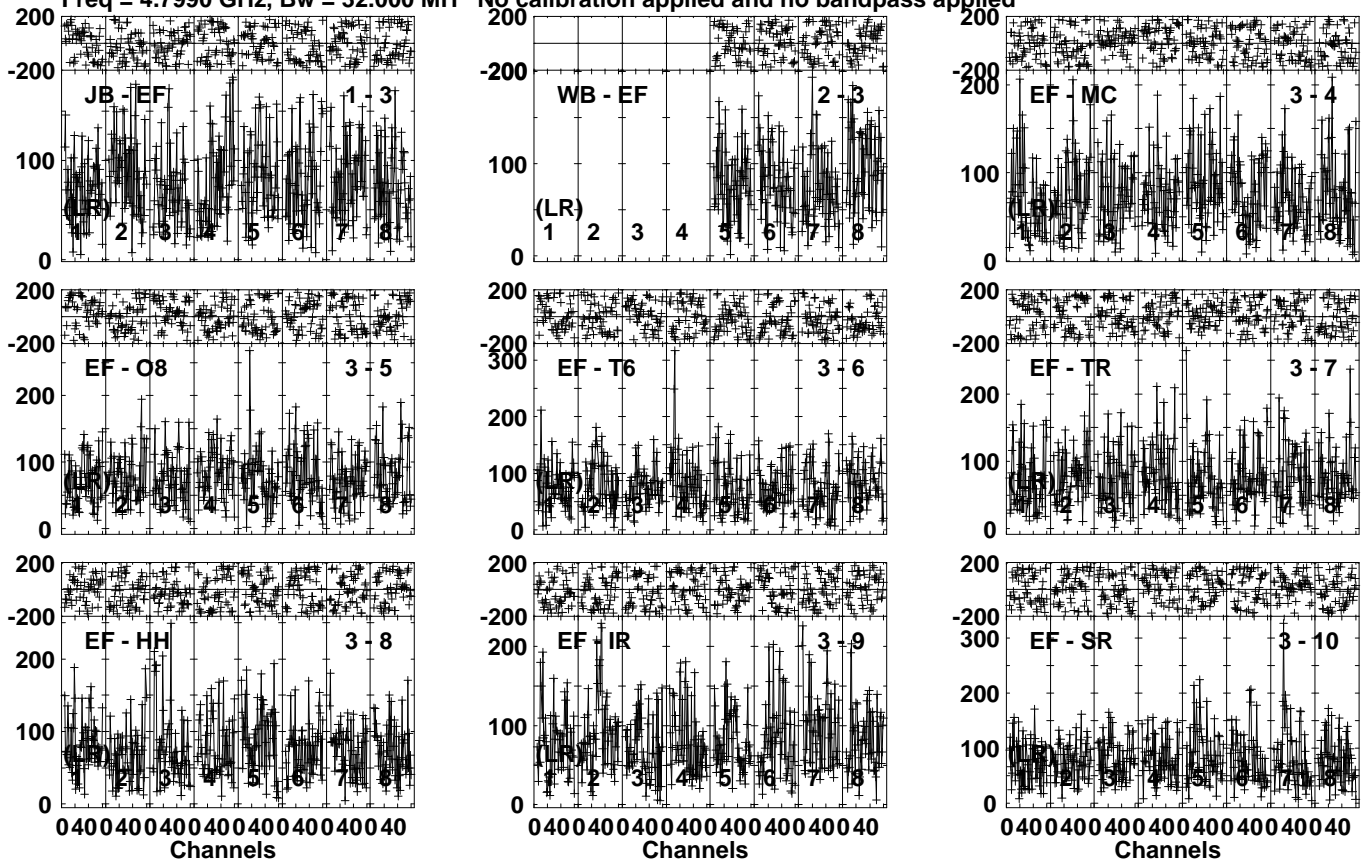 Freq = 4.7990 GHz, Bw = 32.000 MH No calibration applied and no bandpass applied
200 200 200
-200 -200 -200
JB - EF 1 - 3 WB - EF 2 - 3 EF - MC 3 - 4
200 200
100 100 100
(LR) (LR) (LR)
1 2 3 4 5 6 7 8 1 2 3 4 5 6 7 8 1 2 3 4 5 6 7 8
0 0 0
200 200 200
-200 -200 -200
EF - O8 3 - 5 EF - T6 3 - 6 EF - TR 3 - 7
300
200 200 200
100 100 100
(LR) (LR) (LR)
1 2 3 4 5 6 7 8 1 2 3 4 5 6 7 8 1 2 3 4 5 6 7 8
0 0 0
200 200 200
-200 -200 -200
EF - HH 3 - 8 EF - IR 3 - 9 EF - SR 3 - 10
300
200 200 200
100 100 100
(LR) (LR) (LR)
1 2 3 4 5 6 7 8 1 2 3 4 5 6 7 8 1 2 3 4 5 6 7 8
0 0 0
0 40 0 40 0 40 0 40 0 40 0 40 0 40 0 40 0 40 0 40 0 40 0 40 0 40 0 40 0 40 0 40 0 40 0 40 0 40 0 40 0 40 0 40 0 40 0 40
Channels Channels Channels